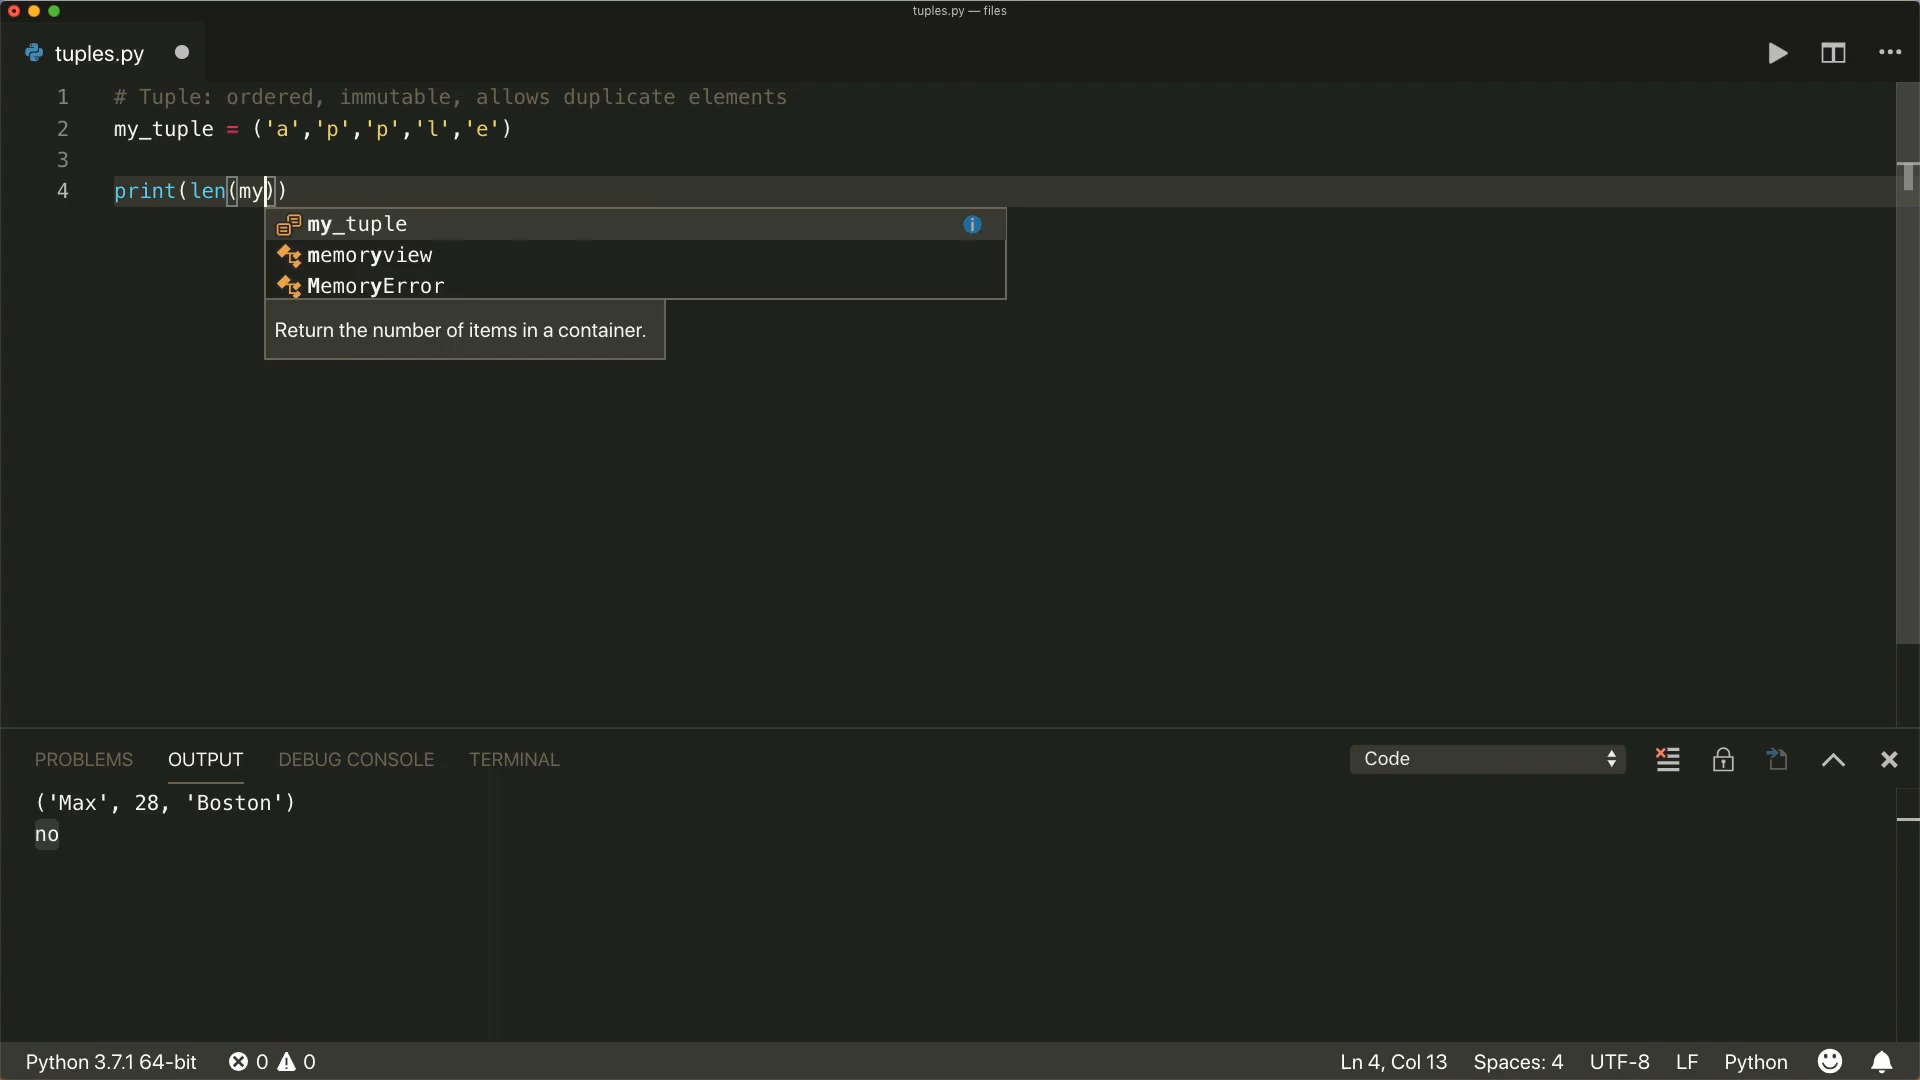 tuples.py — files
tuples.py
1 # Tuple: ordered, immutable, allows duplicate elements
2 my_tuple = ('a','p','p','l','e')
3
4 print(len(my))
my_tuple
memoryview
MemoryError
Return the number of items in a container.
PROBLEMS OUTPUT DEBUG CONSOLE TERMINAL Code
('Max', 28, 'Boston')
no
Python 3.7.1 64-bit 0 0 Ln 4, Col 13 Spaces: 4 UTF-8 LF Python